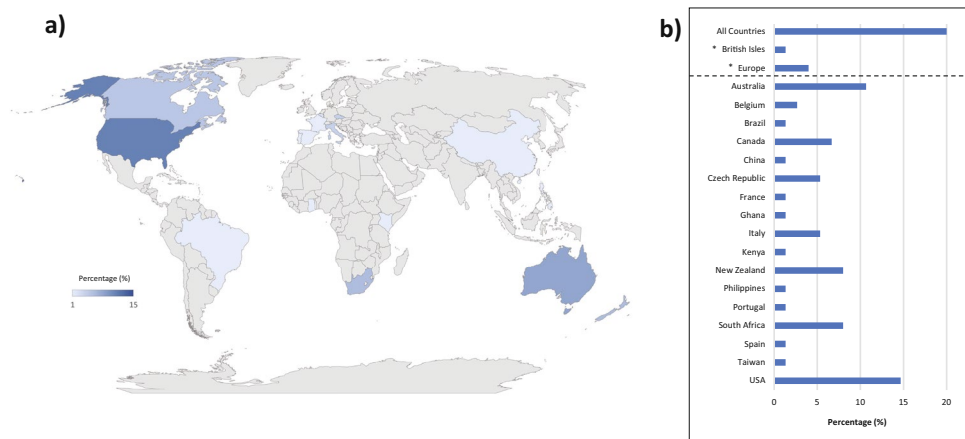 a)
Percentage (%)
1 15
b)
All Countries
* British Isles
* Europe
Australia
Belgium
Brazil
Canada
China
Czech Republic
France
Ghana
Italy
Kenya
New Zealand
Philippines
Portugal
South Africa
Spain
Taiwan
USA
0 5 10 15 20
Percentage (%)